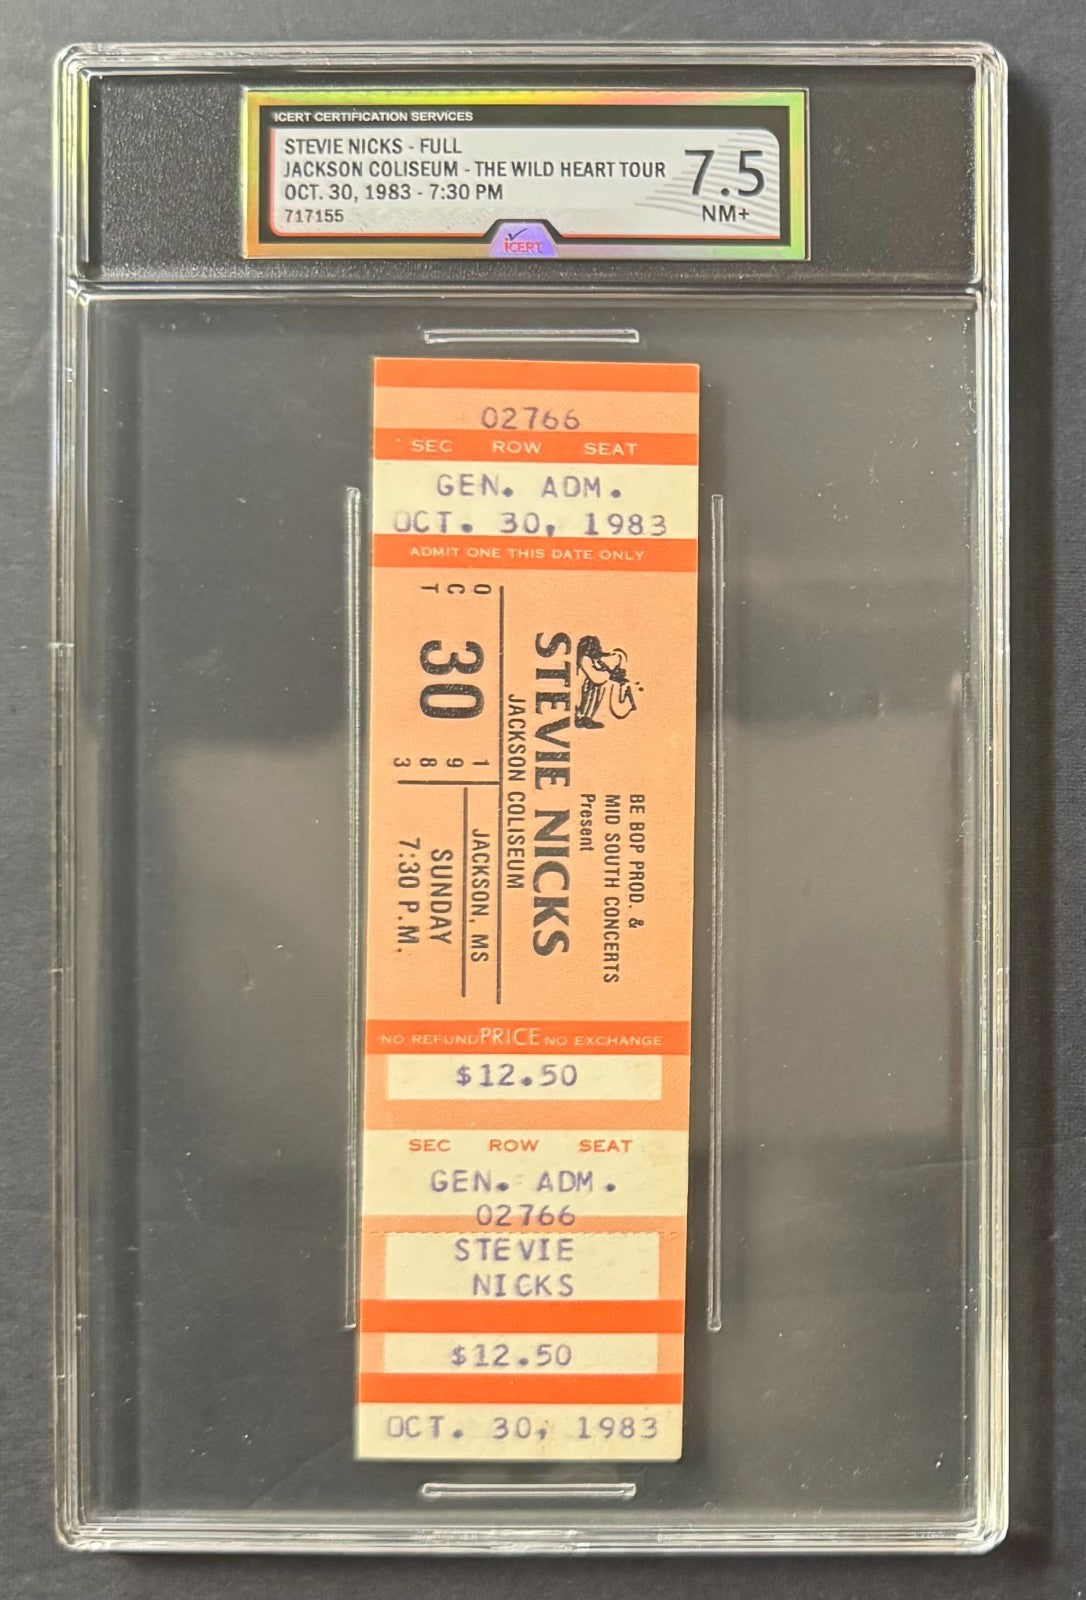 ICERT CERTIFICATION SERVICES
STEVIE NICKS - FULL
JACKSON COLISEUM - THE WILD HEART TOUR
OCT. 30, 1983 - 7:30 PM
717155
7.5
NM+
iCERT
02766
SEC ROW SEAT
GEN. ADM.
OCT. 30, 1983
ADMIT ONE THIS DATE ONLY
BE BOP PROD. &
MID SOUTH CONCERTS
Present
STEVIE NICKS
JACKSON COLISEUM
OCT 30 1983
JACKSON, MS
SUNDAY
7:30 P.M.
NO REFUND PRICE NO EXCHANGE
$12.50
SEC ROW SEAT
GEN. ADM.
02766
STEVIE
NICKS
$12.50
OCT. 30, 1983